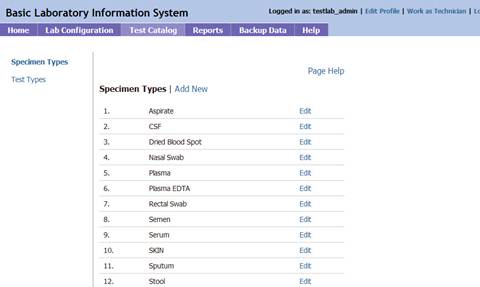 Basic Laboratory Information System
Logged in as: testlab_admin | Edit Profile | Work as Technician |
Home Lab Configuration Test Catalog Reports Backup Data Help
Specimen Types
Test Types
Page Help
Specimen Types | Add New
1. Aspirate Edit
2. CSF Edit
3. Dried Blood Spot Edit
4. Nasal Swab Edit
5. Plasma Edit
6. Plasma EDTA Edit
7. Rectal Swab Edit
8. Semen Edit
9. Serum Edit
10. SKIN Edit
11. Sputum Edit
12. Stool Edit